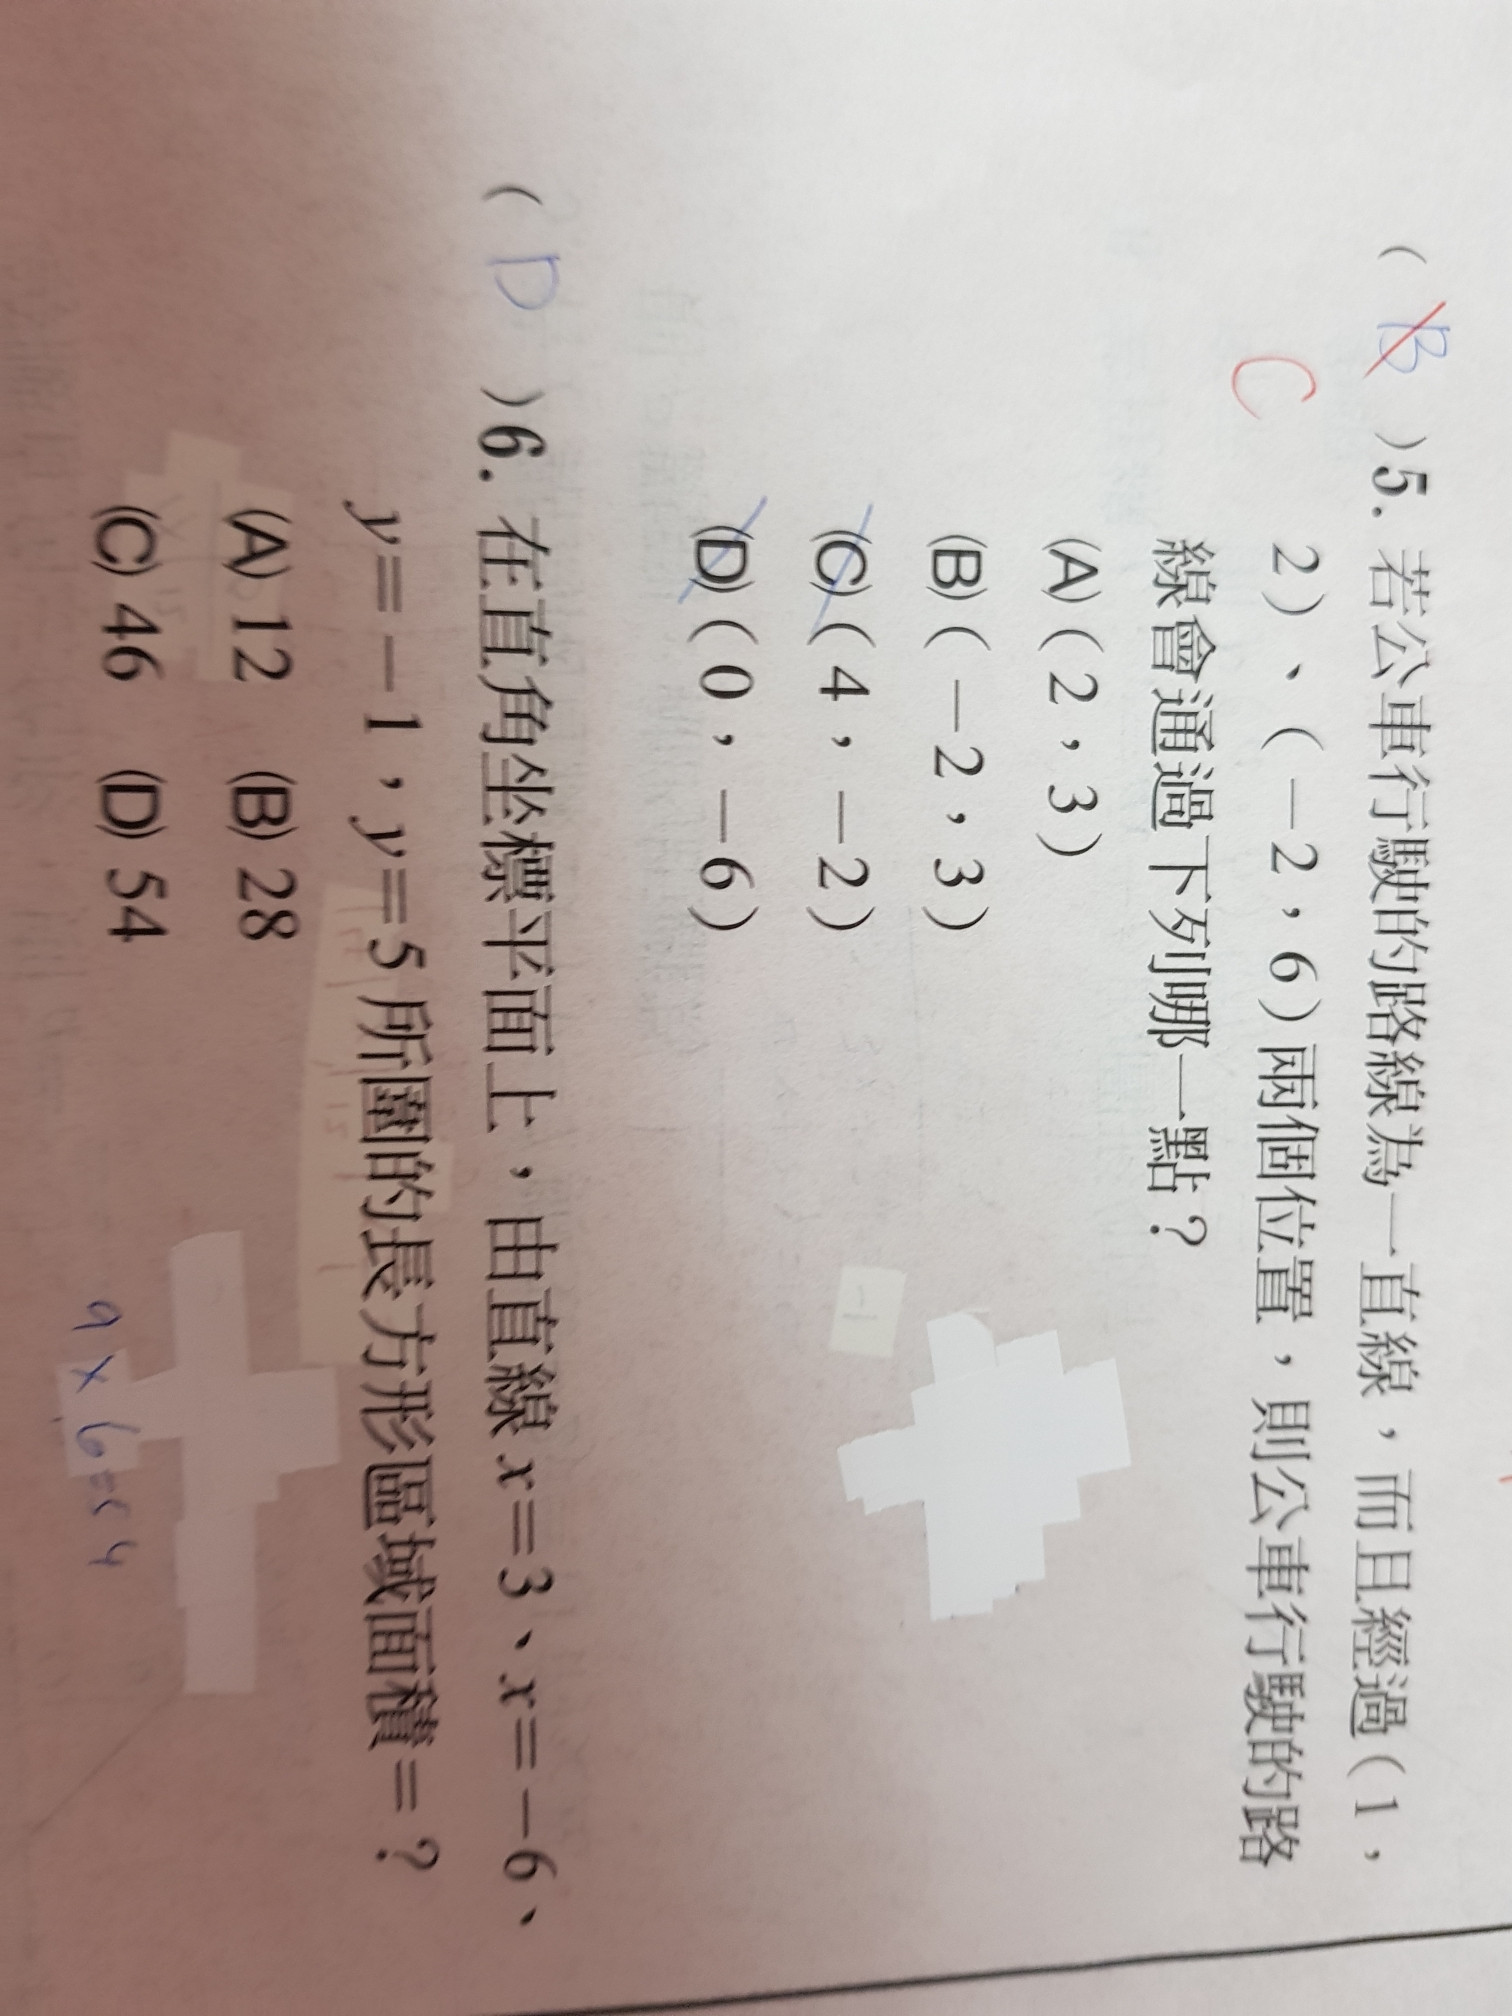 ( B )5. 若公車行駛的路線為一直線，而且經過(1，
C 2)、(-2，6)兩個位置，則公車行駛的路
線會通過下列哪一點？
(A)(2，3)
(B)(-2，3)
(C)(4，-2)
(D)(0，-6)
( D )6. 在直角坐標平面上，由直線x=3、x=-6、
y=-1，y=5所圍的長方形區域面積=？
(A) 12 (B) 28
(C) 46 (D) 54
9×6=54